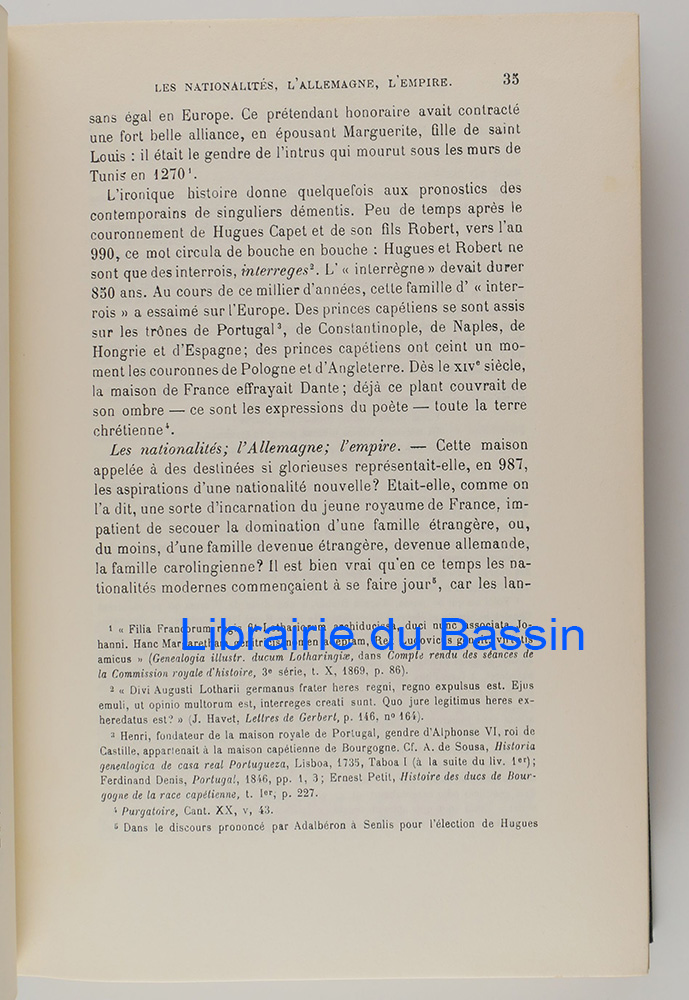 LES NATIONALITÉS, L'ALLEMAGNE, L'EMPIRE. 35
sans égal en Europe. Ce prétendant honoraire avait contracté
une fort belle alliance, en épousant Marguerite, fille de saint
Louis : il était le gendre de l'intrus qui mourut sous les murs de
Tunis en 1270¹.
L'ironique histoire donne quelquefois aux pronostics des
contemporains de singuliers démentis. Peu de temps après le
couronnement de Hugues Capet et de son fils Robert, vers l'an
990, ce mot circula de bouche en bouche : Hugues et Robert ne
sont que des interrois, interreges². L' « interrègne » devait durer
850 ans. Au cours de ce millier d'années, cette famille d' « inter-
rois » a essaimé sur l'Europe. Des princes capétiens se sont assis
sur les trônes de Portugal³, de Constantinople, de Naples, de
Hongrie et d'Espagne; des princes capétiens ont ceint un mo-
ment les couronnes de Pologne et d'Angleterre. Dès le XIVe siècle,
la maison de France effrayait Dante; déjà ce plant couvrait de
son ombre — ce sont les expressions du poète — toute la terre
chrétienne⁴.
Les nationalités; l'Allemagne; l'empire. — Cette maison
appelée à des destinées si glorieuses représentait-elle, en 987,
les aspirations d'une nationalité nouvelle? Etait-elle, comme on
l'a dit, une sorte d'incarnation du jeune royaume de France, im-
patient de secouer la domination d'une famille étrangère, ou,
du moins, d'une famille devenue étrangère, devenue allemande,
la famille carolingienne? Il est bien vrai qu'en ce temps les na-
tionalités modernes commençaient à se faire jour⁵, car les lan-
¹ « Filia Francorum regis fit Lothariorum archiducissa, duci nunc associata Jo-
Librairie du Bassin
hanni. Hanc Margaretham nomen Rex Ludovicus
amicus » (Genealogia illustr. ducum Lotharingiæ, dans Compte rendu des séances de
la Commission royale d'histoire, 3e série, t. X, 1869, p. 86).
² « Divi Augusti Lotharii germanus frater heres regni, regno expulsus est. Ejus
emuli, ut opinio multorum est, interreges creati sunt. Quo jure legitimus heres ex-
heredatus est? » (J. Havet, Lettres de Gerbert, p. 146, nº 164).
³ Henri, fondateur de la maison royale de Portugal, gendre d'Alphonse VI, roi de
Castille, appartenait à la maison capétienne de Bourgogne. Cf. A. de Sousa, Historia
genealogica de casa real Portugueza, Lisboa, 1735, Taboa I (à la suite du liv. 1er);
Ferdinand Denis, Portugal, 1846, pp. 1, 3; Ernest Petit, Histoire des ducs de Bour-
gogne de la race capétienne, t. 1er, p. 227.
⁴ Purgatoire, Cant. XX, v, 43.
⁵ Dans le discours prononcé par Adalbéron à Senlis pour l'élection de Hugues